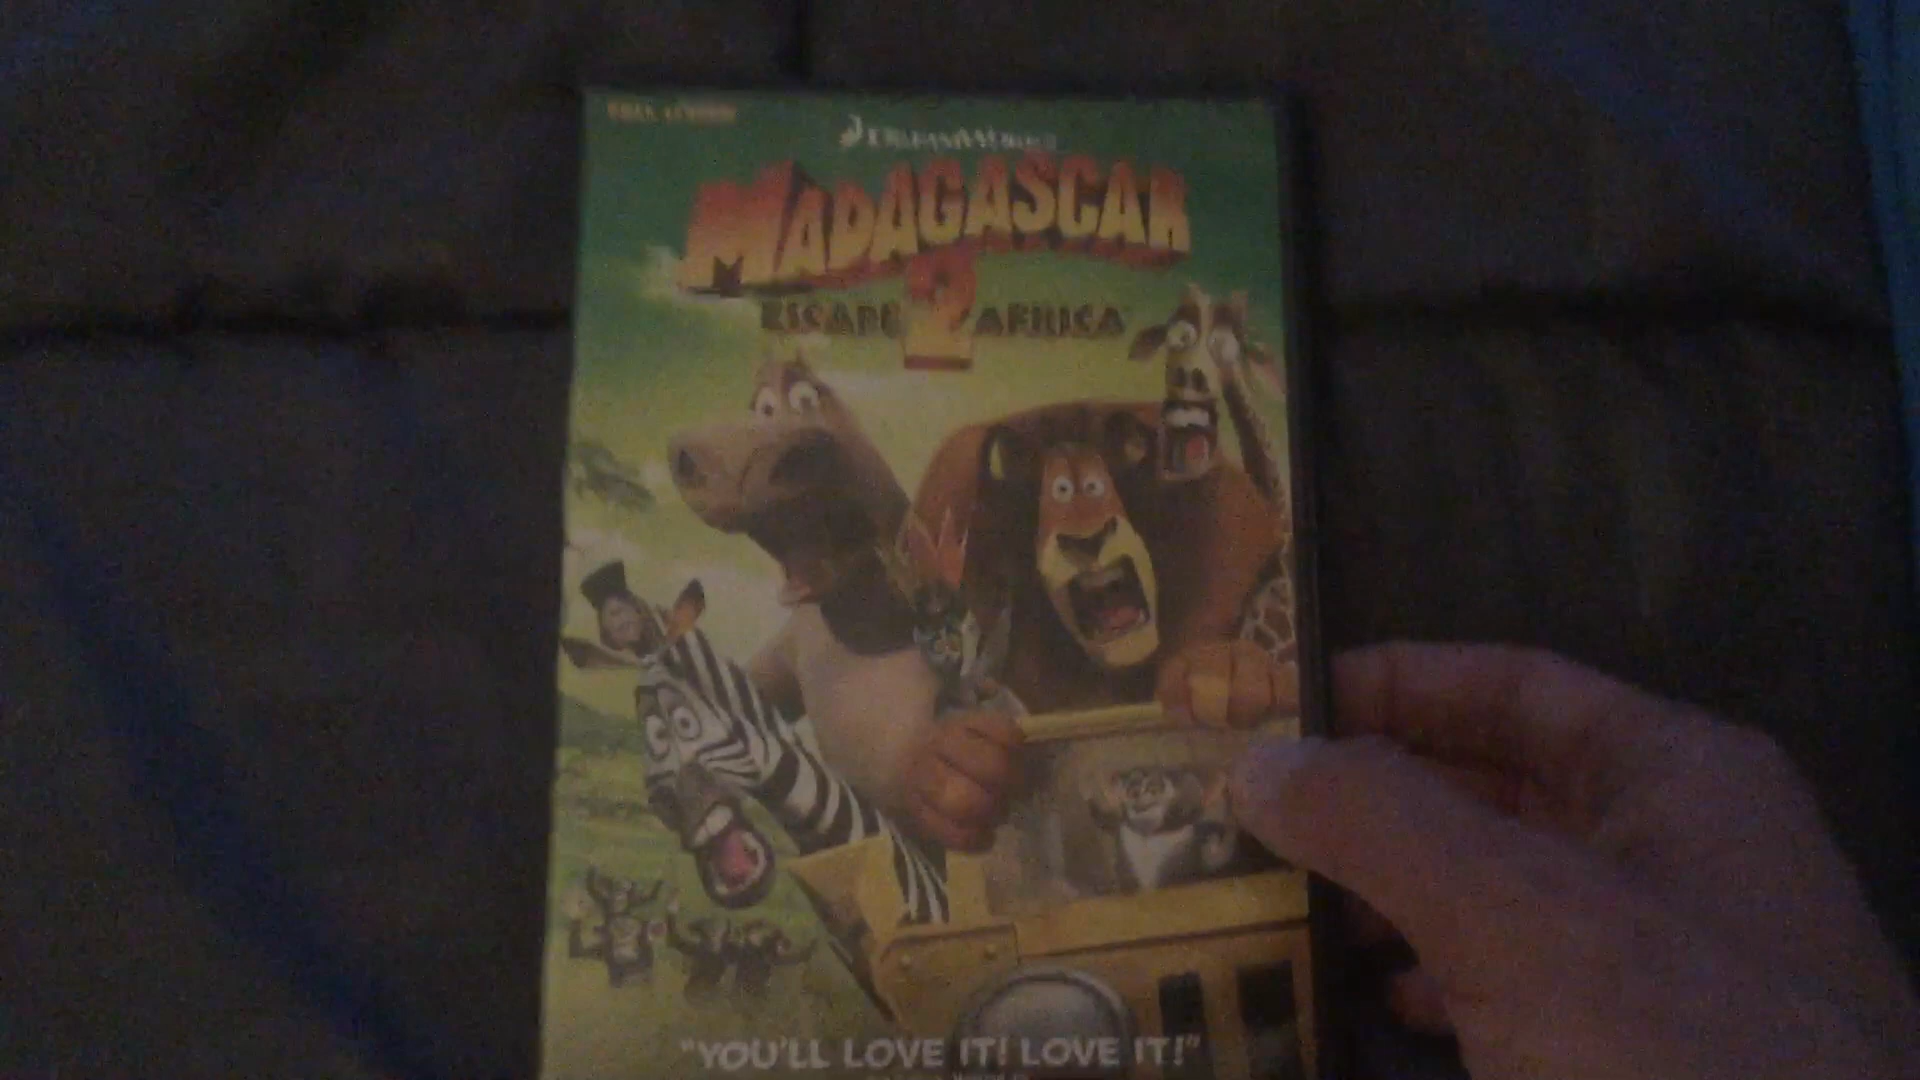 DREAMWORKS
MADAGASCAR
ESCAPE 2 AFRICA
"YOU'LL LOVE IT! LOVE IT!"